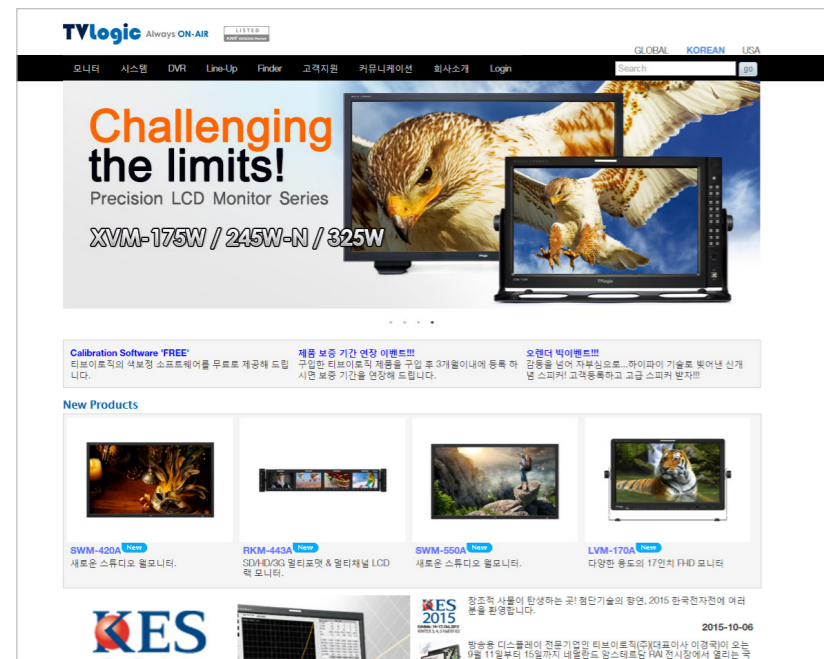 TVLogic Always ON-AIR LISTED
GLOBAL KOREAN USA
모니터 시스템 DVR Line-Up Finder 고객지원 커뮤니케이션 회사소개 Login Search go
Challenging
the limits!
Precision LCD Monitor Series
XVM-175W / 245W-N / 325W
Calibration Software 'FREE'
티브이로직의 색보정 소프트웨어를 무료로 제공해 드립
니다.
제품 보증 기간 연장 이벤트!!!
구입한 티브이로직 제품을 구입 후 3개월이내에 등록 하
시면 보증 기간을 연장해 드립니다.
오렌더 빅이벤트!!!
감동을 넘어 자부심으로...하이파이 기술로 빚어낸 신개
념 스피커! 고객등록하고 고급 스피커 받자!!!
New Products
SWM-420A New
새로운 스튜디오 월모니터.
RKM-443A New
SD/HD/3G 멀티포맷 & 멀티채널 LCD
랙 모니터.
SWM-550A New
새로운 스튜디오 월모니터.
LVM-170A New
다양한 용도의 17인치 FHD 모니터
KES
KES
2015
창조적 사물이 탄생하는 곳! 첨단기술의 향연, 2015 한국전자전에 여러
분을 환영합니다.
2015-10-06
방송용 디스플레이 전문기업인 티브이로직(주)(대표이사 이경국)이 오는
9월 11일부터 15일까지 네덜란드 암스테르담 RAI 전시장에서 열리는 국